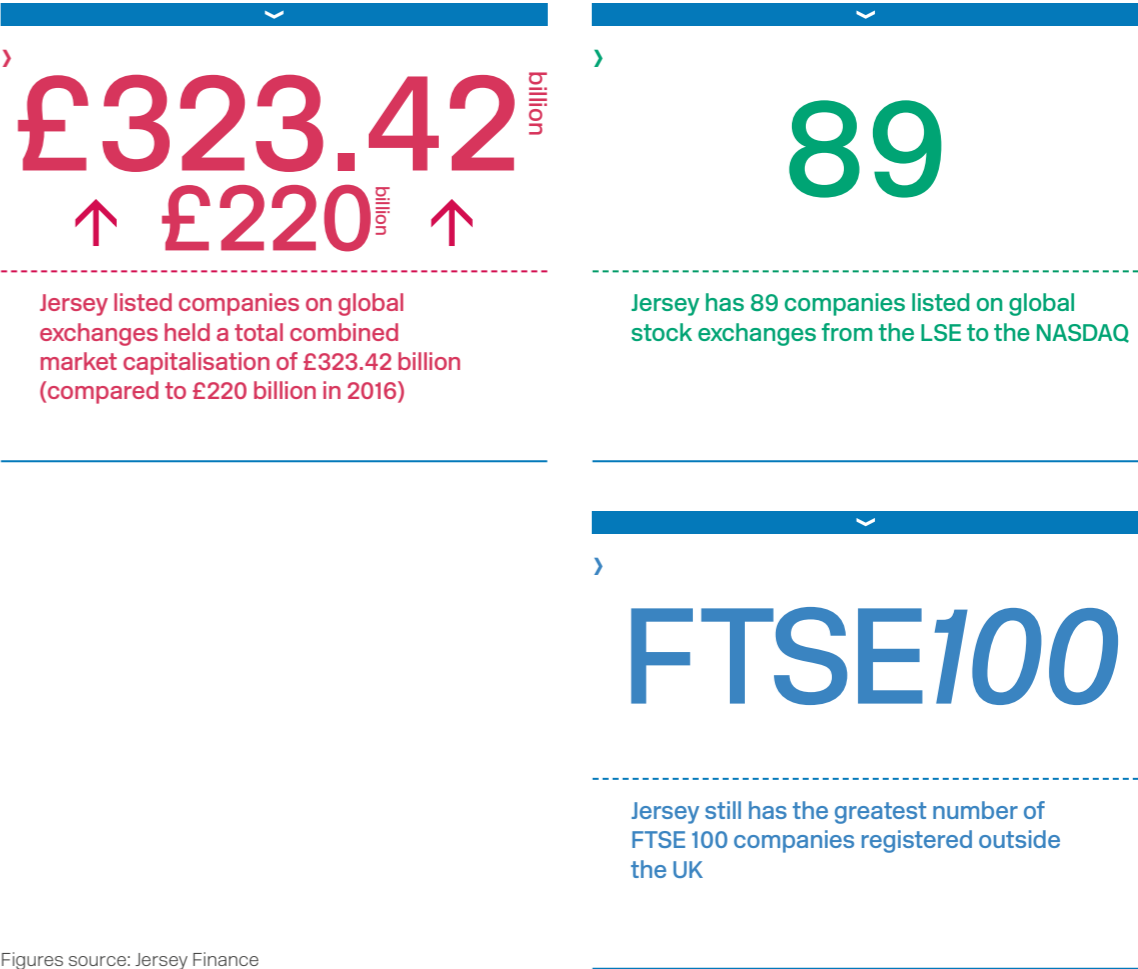 £323.42 billion
£220 billion
Jersey listed companies on global
exchanges held a total combined
market capitalisation of £323.42 billion
(compared to £220 billion in 2016)
89
Jersey has 89 companies listed on global
stock exchanges from the LSE to the NASDAQ
FTSE100
Jersey still has the greatest number of
FTSE 100 companies registered outside
the UK
Figures source: Jersey Finance